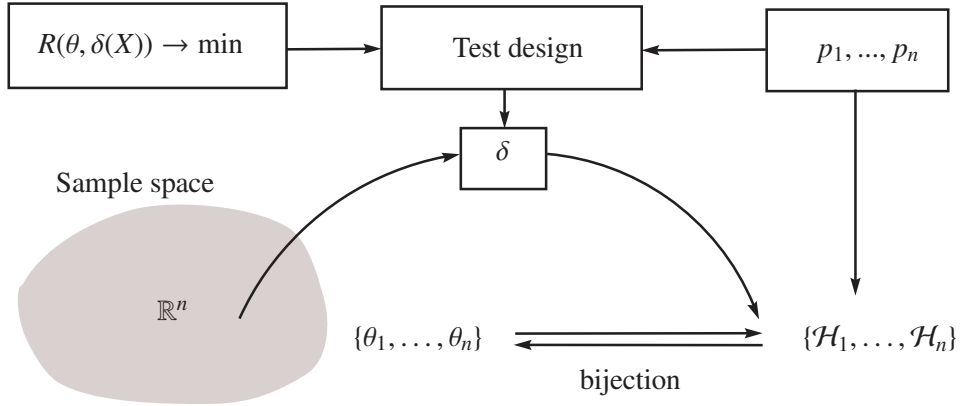 R(θ, δ(X)) → min
Test design
p₁, ..., pₙ
δ
Sample space
ℝⁿ
{θ₁, . . . , θₙ}
{ℋ₁, . . . , ℋₙ}
bijection